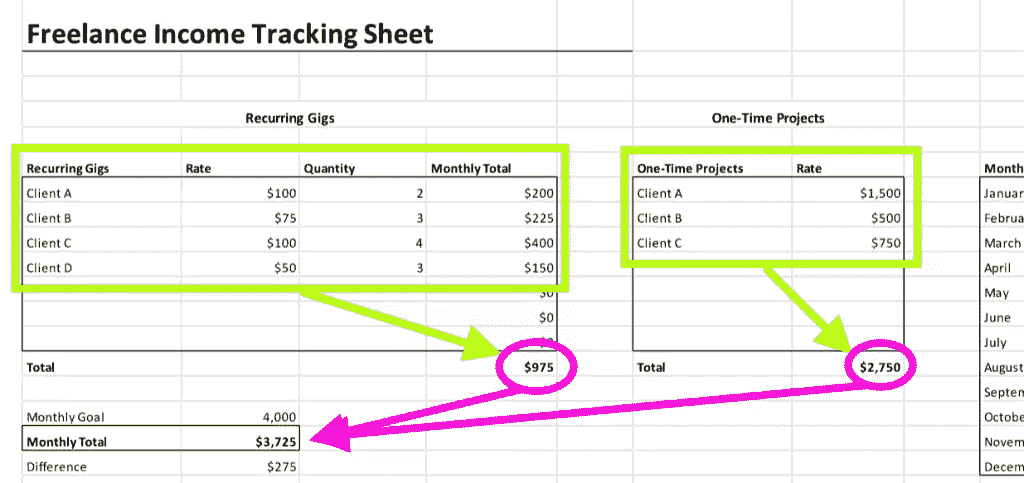 Freelance Income Tracking Sheet
Recurring Gigs One-Time Projects
Recurring Gigs Rate Quantity Monthly Total One-Time Projects Rate Month
Client A $100 2 $200 Client A $1,500 Januar
Client B $75 3 $225 Client B $500 Februa
Client C $100 4 $400 Client C $750 March
Client D $50 3 $150 April
$0 May
$0 June
July
Total $975 Total $2,750 August
Septem
Monthly Goal 4,000 Octobe
Monthly Total $3,725 Novem
Difference $275 Decem